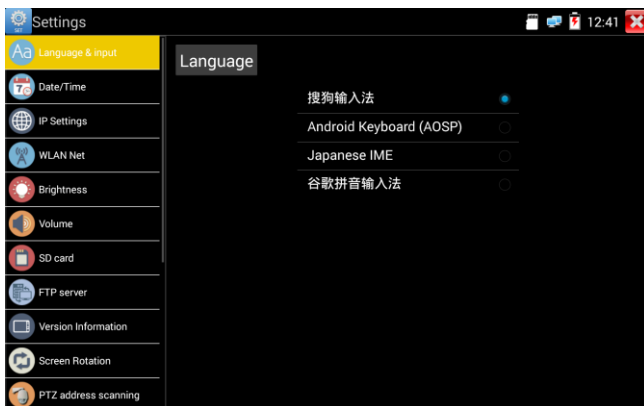 Settings
12:41
SET
Aä Language & input
Language
Date/Time
IP Settings
WLAN Net
Brightness
Volume
SD card
FTP server
Version Information
Screen Rotation
PTZ address scanning
搜狗输入法
Android Keyboard (AOSP)
Japanese IME
谷歌拼音输入法